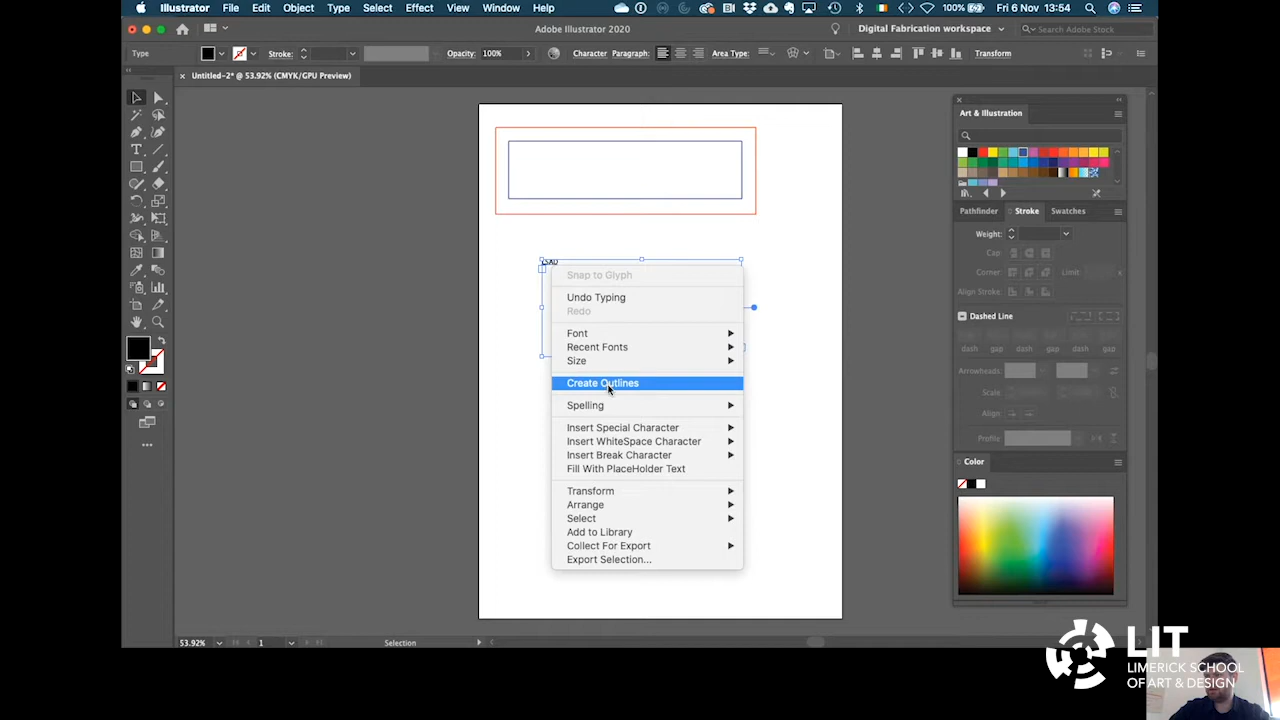 Illustrator File Edit Object Type Select Effect View Window Help 100% Fri 6 Nov 13:54
Adobe Illustrator 2020 Digital Fabrication workspace Search Adobe Stock
Type Stroke: Opacity: 100% Character Paragraph: Area Type: Transform
Untitled-2* @ 53.92% (CMYK/GPU Preview)
Art & Illustration
Pathfinder Stroke Swatches
Weight:
Cap:
Corner: Limit: x
Align Stroke:
Dashed Line
dash gap dash gap dash gap
Arrowheads:
Scale:
Align:
Profile:
Color
LSAD
Snap to Glyph
Undo Typing
Redo
Font
Recent Fonts
Size
Create Outlines
Spelling
Insert Special Character
Insert WhiteSpace Character
Insert Break Character
Fill With PlaceHolder Text
Transform
Arrange
Select
Add to Library
Collect For Export
Export Selection...
53.92% 1 Selection
LIT
LIMERICK SCHOOL
OF ART & DESIGN